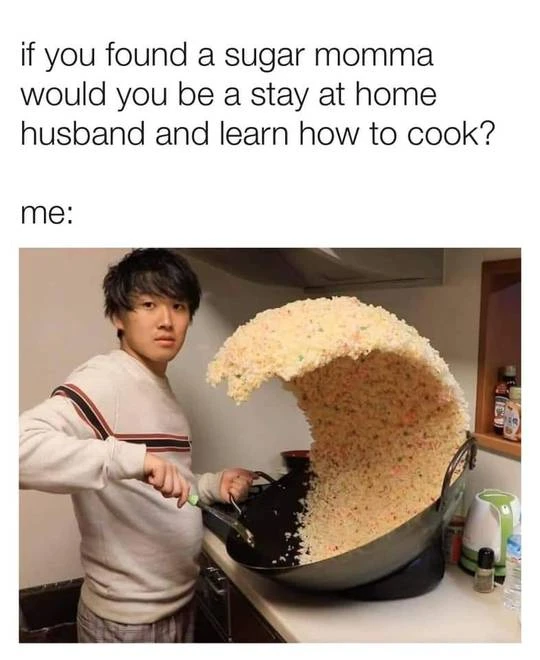 if you found a sugar momma
would you be a stay at home
husband and learn how to cook?
me: